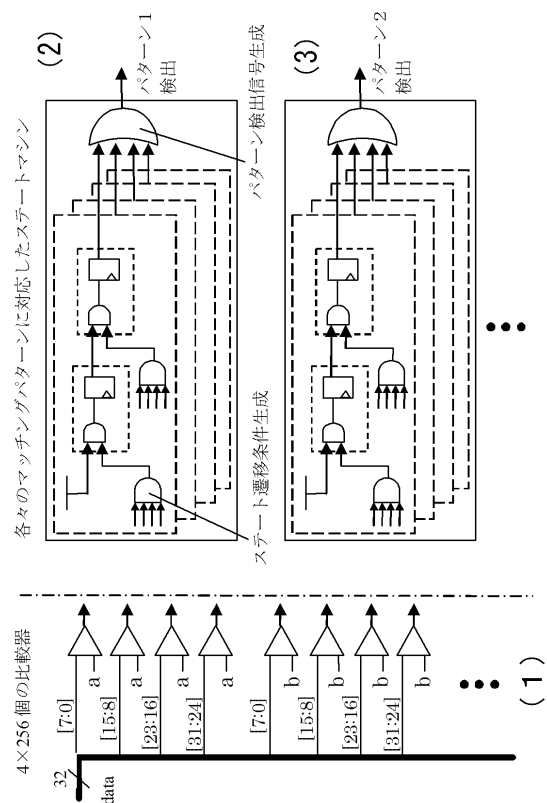 4×256 個の比較器
32
data
[7:0]
a
[15:8]
a
[23:16]
a
[31:24]
a
[7:0]
b
[15:8]
b
[23:16]
b
[31:24]
b
(1)
各々のマッチングパターンに対応したステートマシン
(2)
パターン1
検出
ステート遷移条件生成
パターン検出信号生成
(3)
パターン2
検出